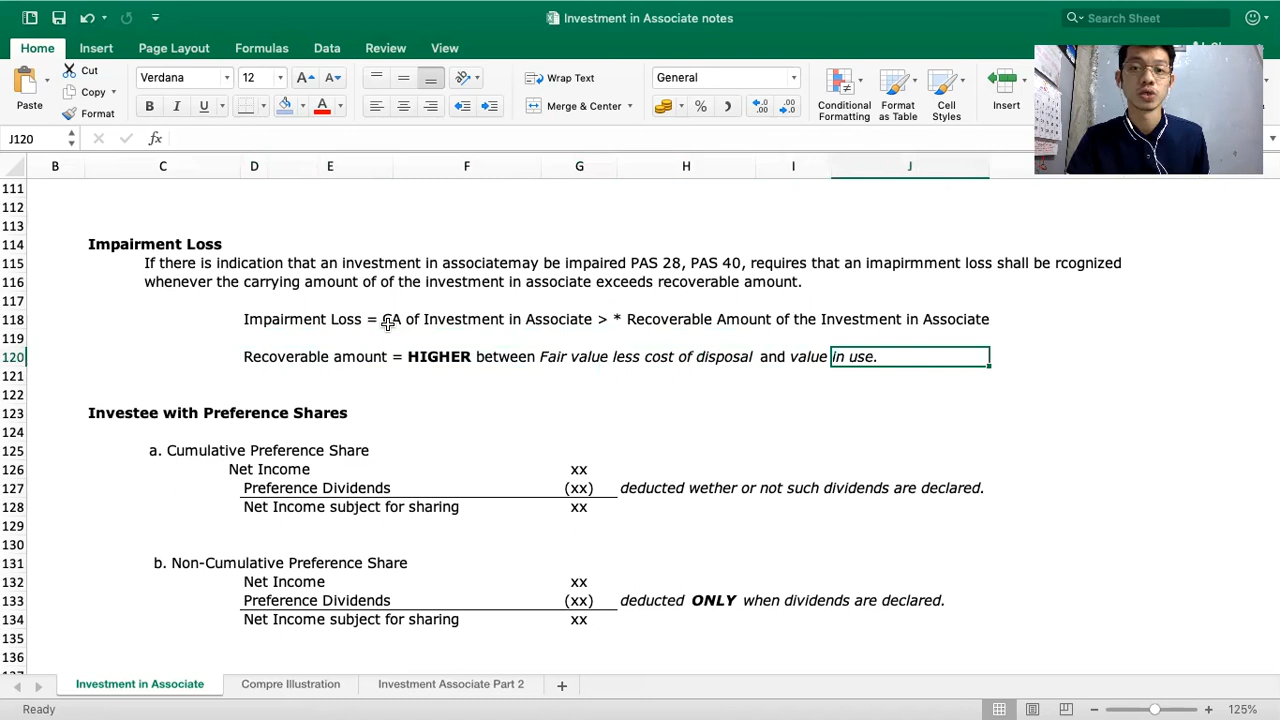 Investment in Associate notes
Search Sheet
Home Insert Page Layout Formulas Data Review View
Paste Cut Copy Format
Verdana 12 A A B I U A
Wrap Text
Merge & Center
General
%
Conditional Formatting
Format as Table
Cell Styles
Insert
J120 fx
B C D E F G H I J
111
112
113
114 Impairment Loss
115 If there is indication that an investment in associatemay be impaired PAS 28, PAS 40, requires that an imapirmment loss shall be rcognized
116 whenever the carrying amount of of the investment in associate exceeds recoverable amount.
117
118 Impairment Loss = CA of Investment in Associate > * Recoverable Amount of the Investment in Associate
119
120 Recoverable amount = HIGHER between Fair value less cost of disposal and value in use.
121
122
123 Investee with Preference Shares
124
125 a. Cumulative Preference Share
126 Net Income xx
127 Preference Dividends (xx) deducted wether or not such dividends are declared.
128 Net Income subject for sharing xx
129
130
131 b. Non-Cumulative Preference Share
132 Net Income xx
133 Preference Dividends (xx) deducted ONLY when dividends are declared.
134 Net Income subject for sharing xx
135
136
Investment in Associate Compre Illustration Investment Associate Part 2 +
Ready 125%